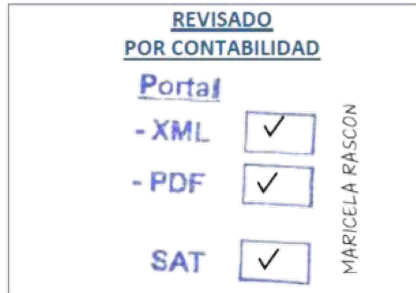 REVISADO
POR CONTABILIDAD
Portal
- XML ✓
- PDF ✓
SAT ✓
MARICELA RASCON